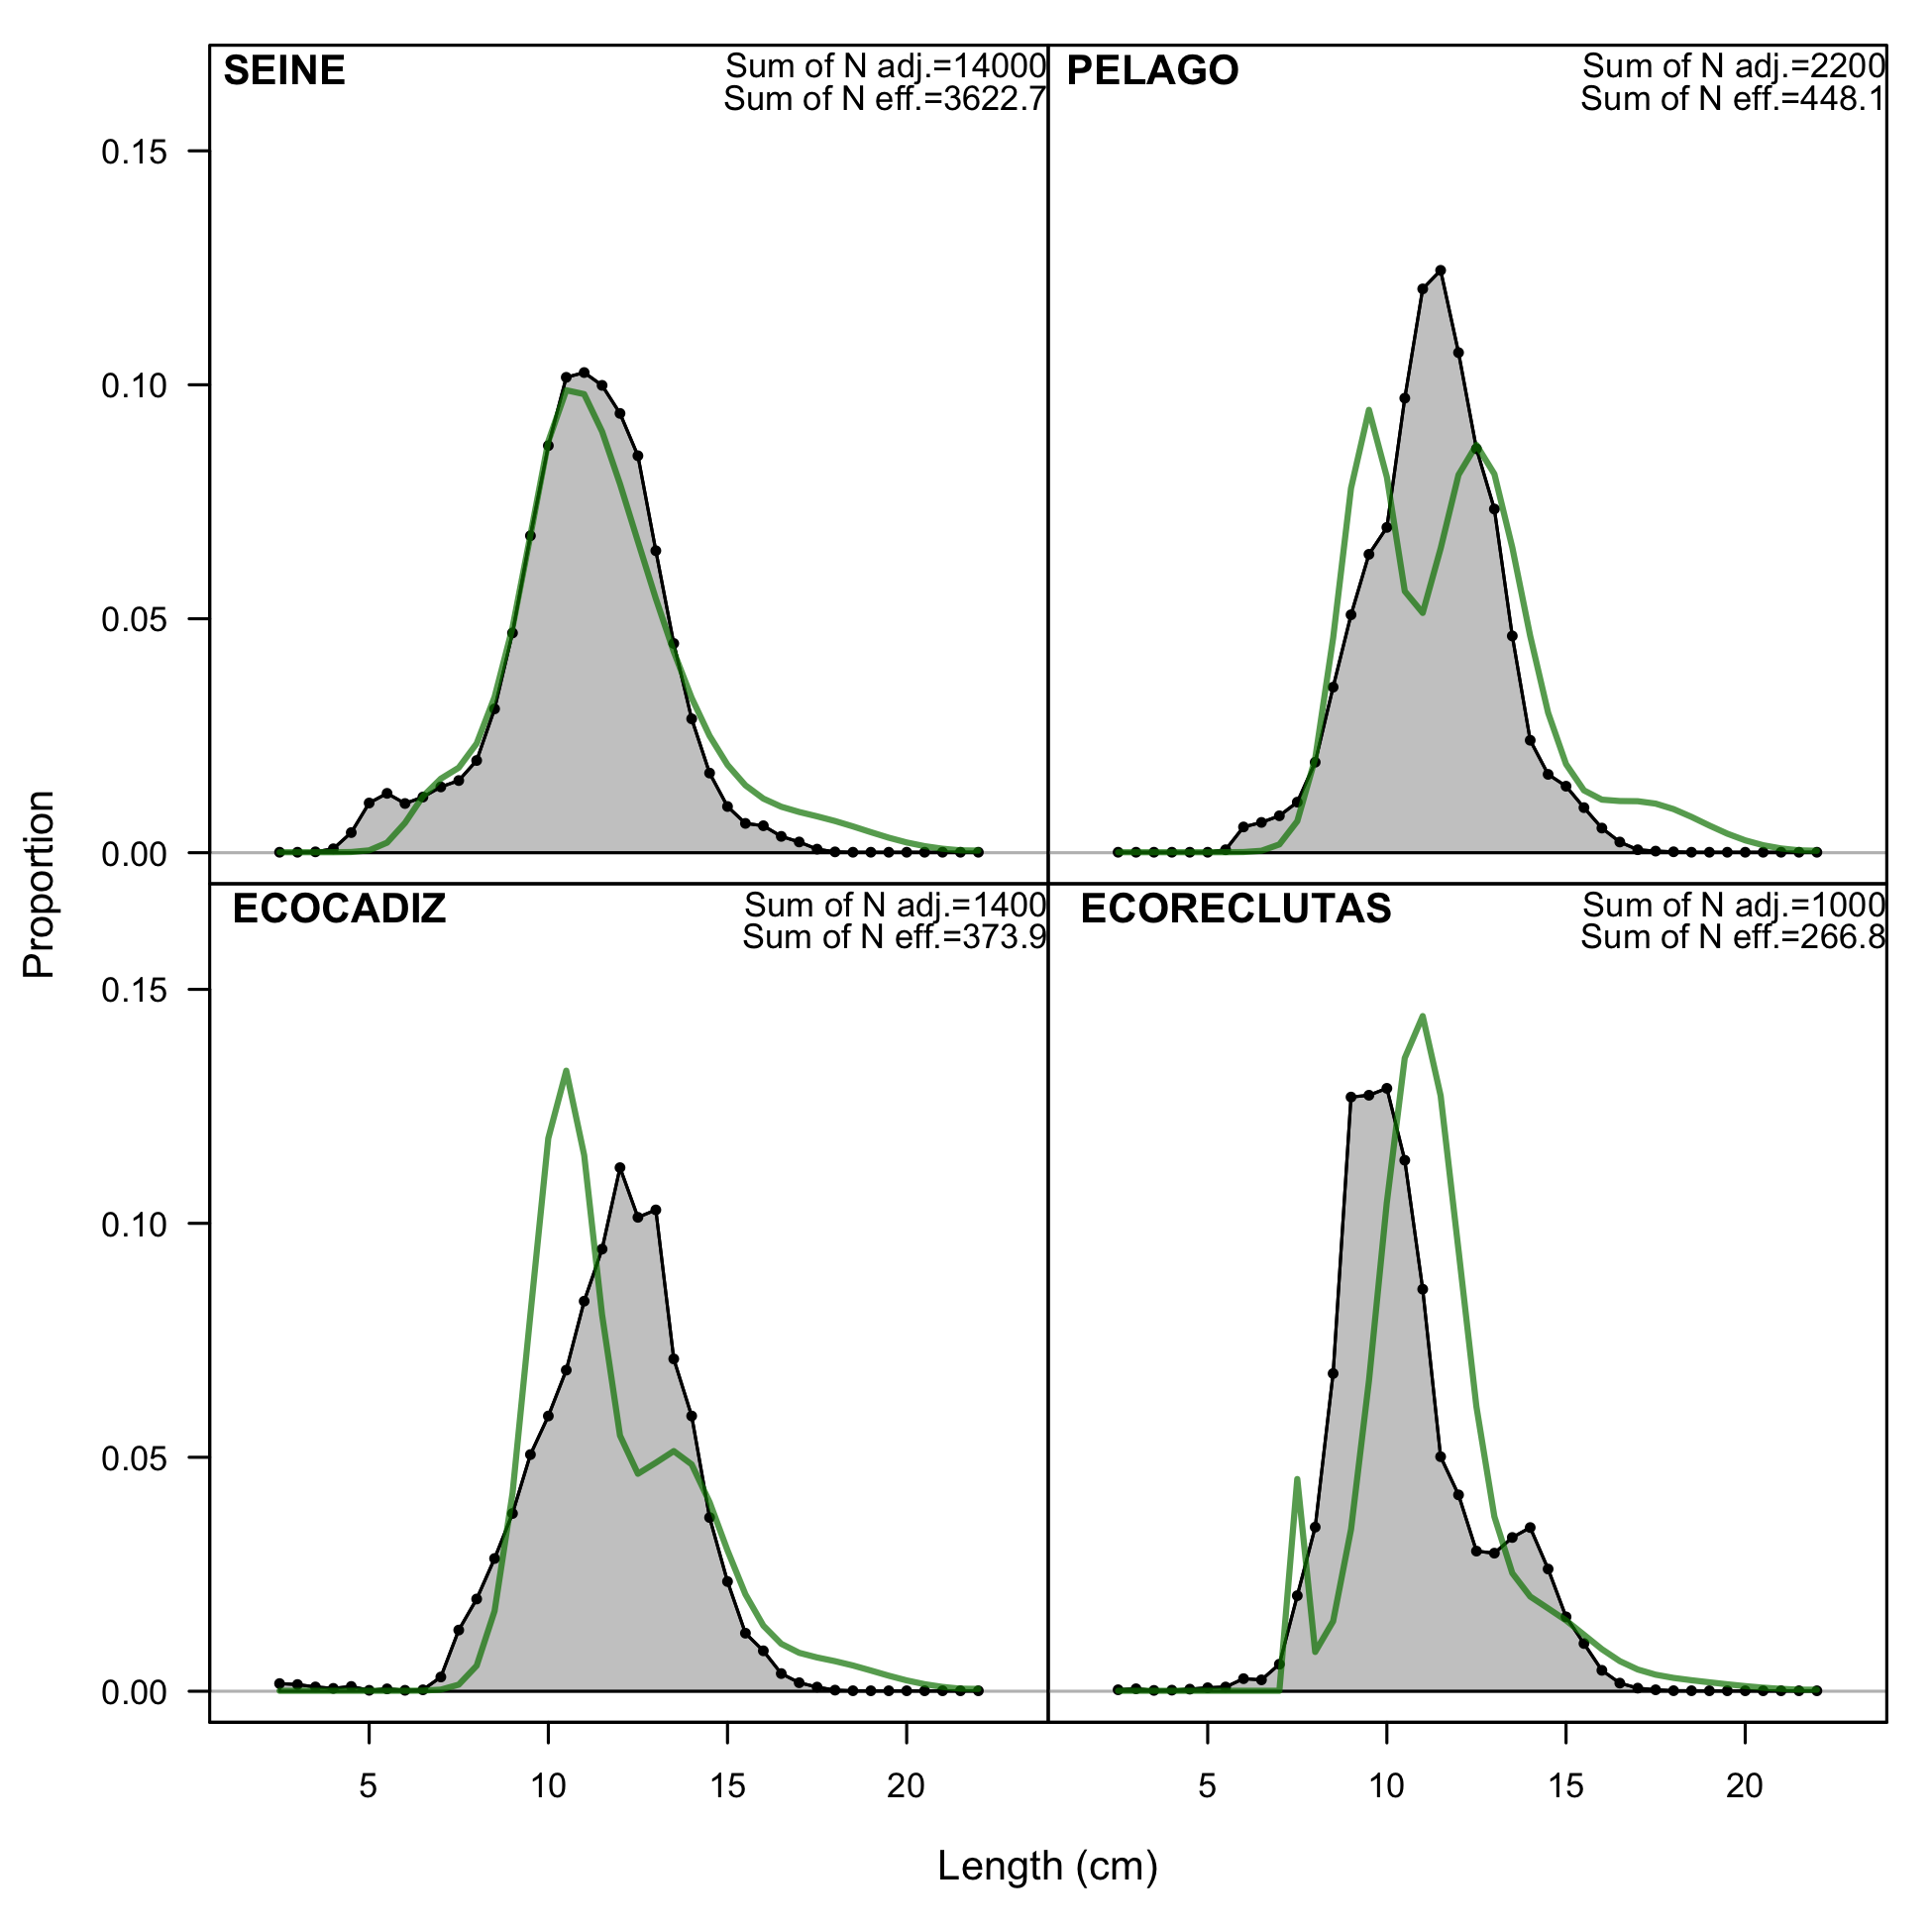 SEINE
Sum of N adj.=14000
Sum of N eff.=3622.7
PELAGO
Sum of N adj.=2200
Sum of N eff.=448.1
0.15
0.10
0.05
0.00
ECOCADIZ
Sum of N adj.=1400
Sum of N eff.=373.9
ECORECLUTAS
Sum of N adj.=1000
Sum of N eff.=266.8
0.15
0.10
0.05
0.00
Proportion
5 10 15 20
5 10 15 20
Length (cm)